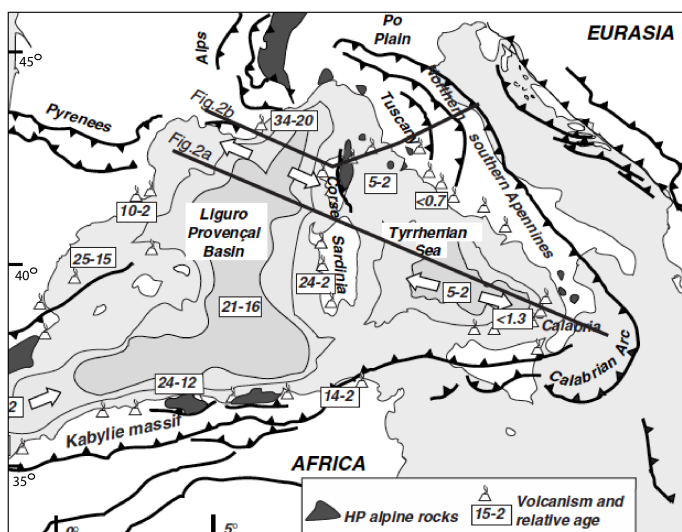 Po
Plain
EURASIA
45°
Alps
Pyrenees
Fig.2b
Fig.2a
34-20
Tuscany
Northern
southern Apennines
Corse
5-2
<0.7
10-2
Liguro
Provençal
Basin
Tyrrhenian
Sea
40°
25-15
Sardinia
24-2
21-16
5-2
<1.3
Calabria
Calabrian Arc
24-12
14-2
2
Kabylie massif
35°
AFRICA
0°
5°
HP alpine rocks
15-2
Volcanism and
relative age